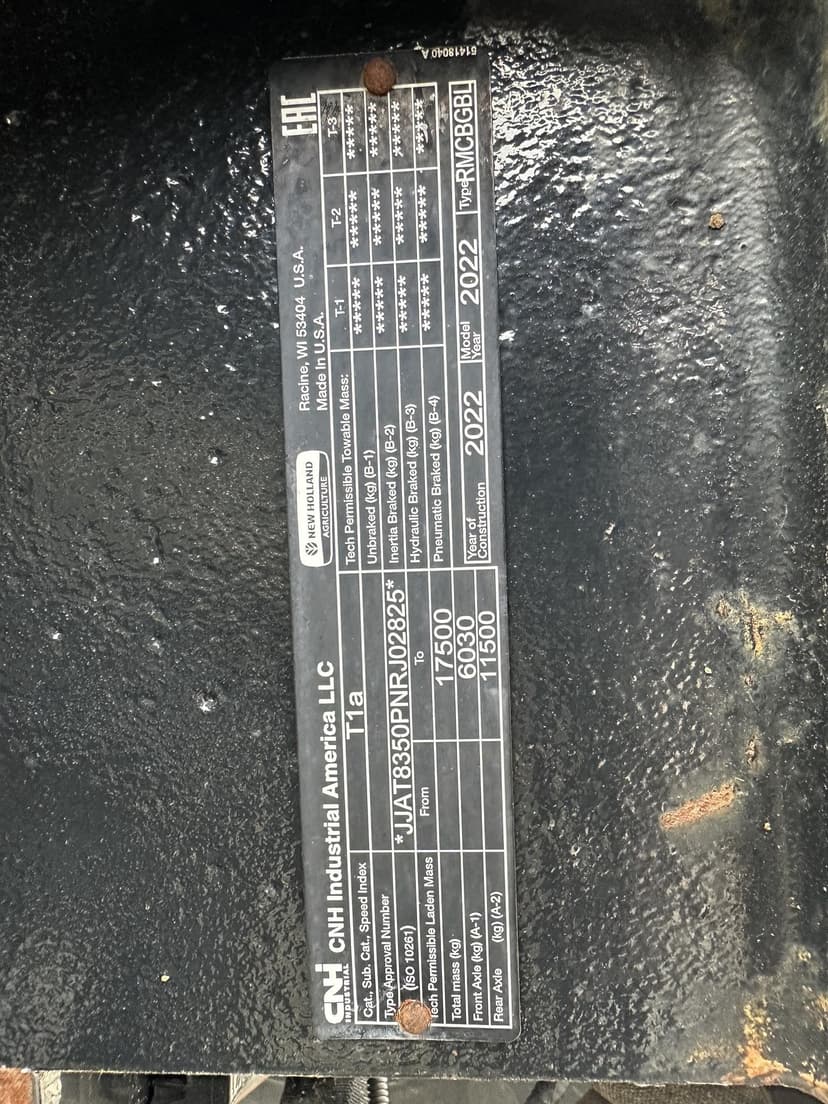 CNH INDUSTRIAL CNH Industrial America LLC NEW HOLLAND AGRICULTURE Racine, WI 53404 U.S.A. EAC
Made In U.S.A.
Cat., Sub. Cat., Speed Index T1a Tech Permissible Towable Mass: T-1 T-2 T-3
Type Approval Number Unbraked (kg) (B-1) ***** ***** *****
(ISO 10261) *JJAT8350PNRJ02825* Inertia Braked (kg) (B-2) ***** ***** *****
Tech Permissible Laden Mass From To Hydraulic Braked (kg) (B-3) ***** ***** *****
Total mass (kg) 17500 Pneumatic Braked (kg) (B-4) ***** ***** *****
Front Axle (kg) (A-1) 6030 Year of Construction 2022 Model Year 2022 Type RMCBGBL
Rear Axle (kg) (A-2) 11500
51418040 A